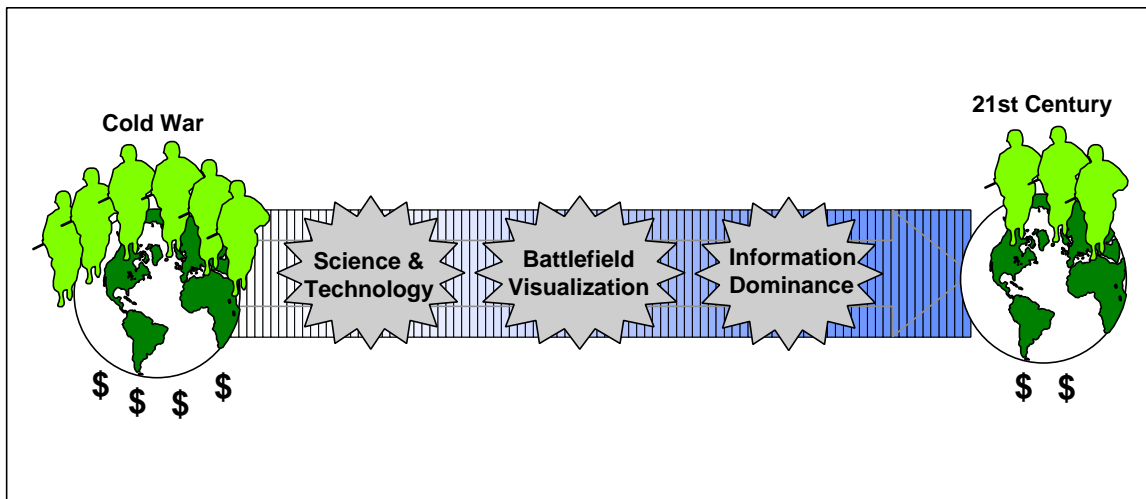 Cold War
21st Century
Science &
Technology
Battlefield
Visualization
Information
Dominance
$ $ $ $
$ $